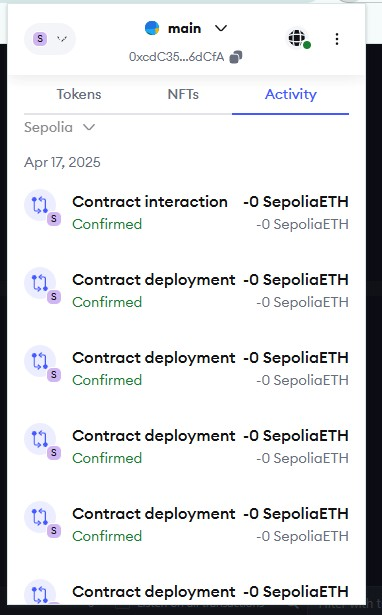 S
main
0xcdC35...6dCfA
Tokens NFTs Activity
Sepolia
Apr 17, 2025
Contract interaction -0 SepoliaETH
S Confirmed -0 SepoliaETH
Contract deployment -0 SepoliaETH
S Confirmed -0 SepoliaETH
Contract deployment -0 SepoliaETH
S Confirmed -0 SepoliaETH
Contract deployment -0 SepoliaETH
S Confirmed -0 SepoliaETH
Contract deployment -0 SepoliaETH
S Confirmed -0 SepoliaETH
Contract deployment -0 SepoliaETH